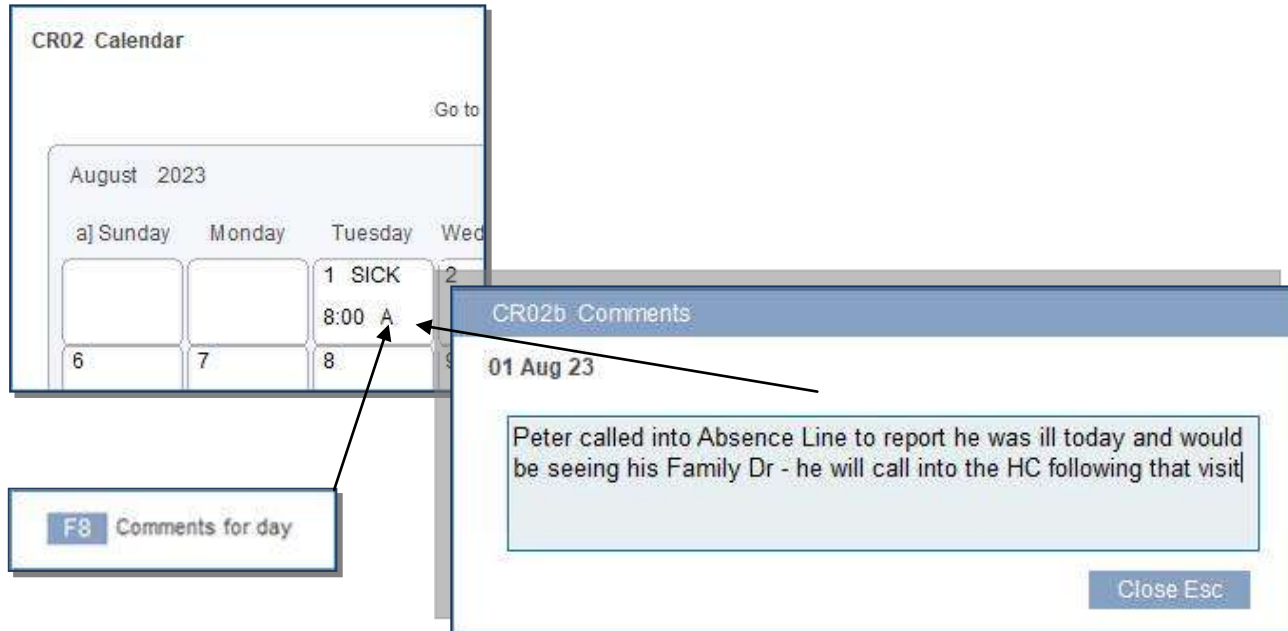 CR02 Calendar
Go to
August 2023
a] Sunday Monday Tuesday Wed
1 SICK 2
8:00 A
6 7 8 9
F8 Comments for day
CR02b Comments
01 Aug 23
Peter called into Absence Line to report he was ill today and would
be seeing his Family Dr - he will call into the HC following that visit
Close Esc